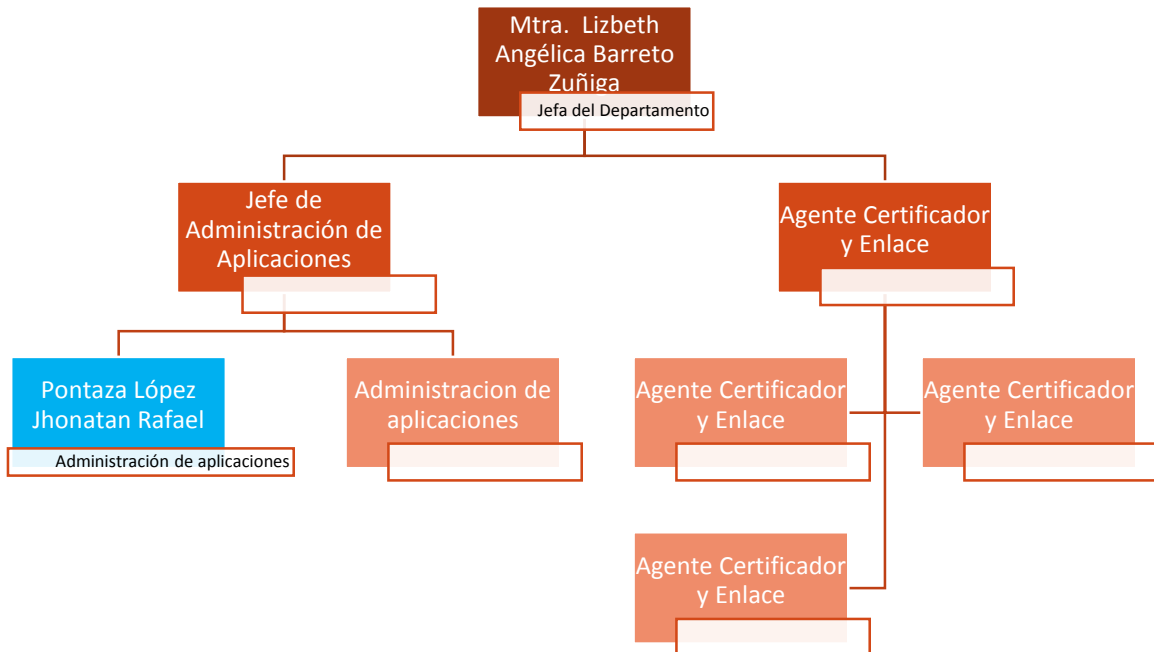 Mtra.  Lizbeth
Angélica Barreto
Zuñiga
Jefa del Departamento
Jefe de
Administración de
Aplicaciones
Agente Certificador
y Enlace
Pontaza López
Jhonatan Rafael
Administración de aplicaciones
Administracion de
aplicaciones
Agente Certificador
y Enlace
Agente Certificador
y Enlace
Agente Certificador
y Enlace